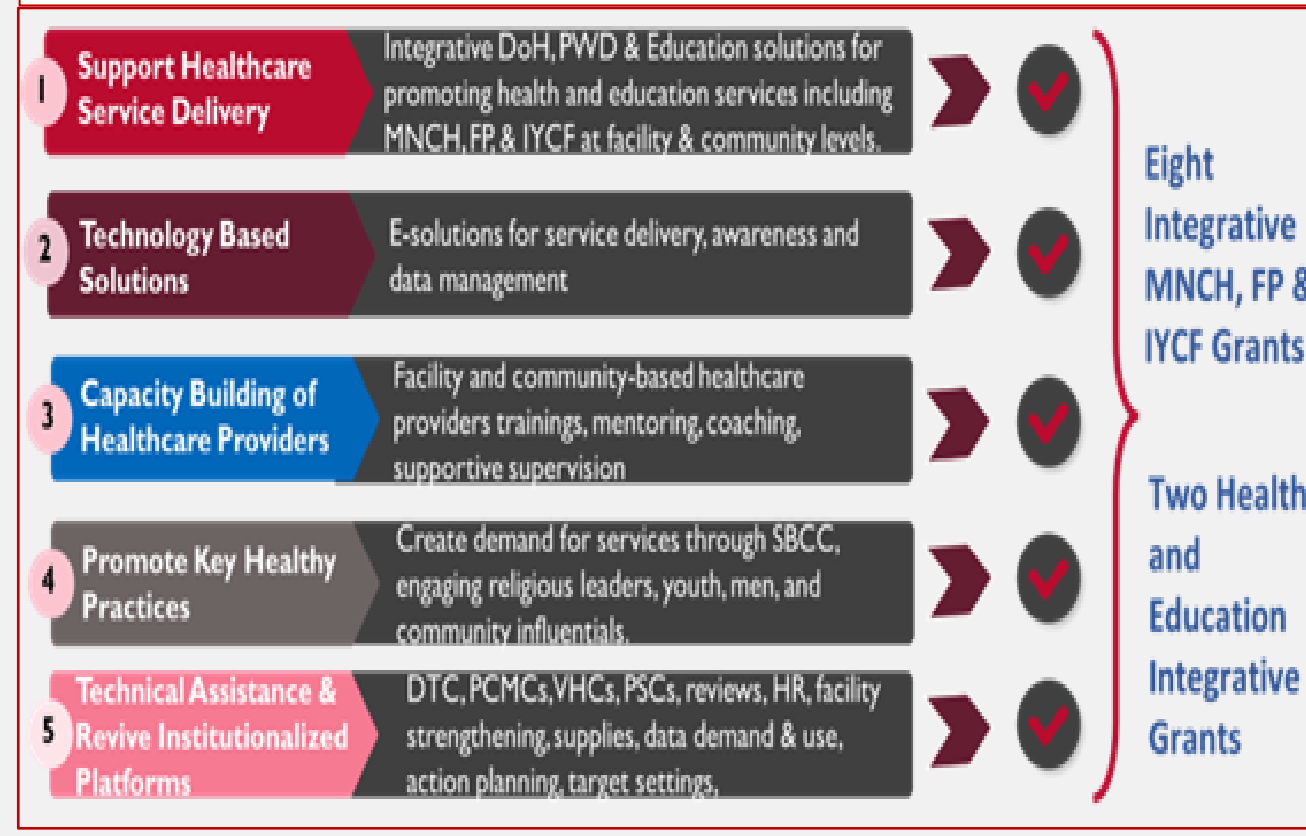 1
Support Healthcare
Service Delivery
Integrative DoH, PWD & Education solutions for
promoting health and education services including
MNCH, FP, & IYCF at facility & community levels.
2
Technology Based
Solutions
E-solutions for service delivery, awareness and
data management
3
Capacity Building of
Healthcare Providers
Facility and community-based healthcare
providers trainings, mentoring, coaching,
supportive supervision
4
Promote Key Healthy
Practices
Create demand for services through SBCC,
engaging religious leaders, youth, men, and
community influentials.
5
Technical Assistance &
Revive Institutionalized
Platforms
DTC, PCMCs, VHCs, PSCs, reviews, HR, facility
strengthening, supplies, data demand & use,
action planning, target settings,
Eight
Integrative
MNCH, FP &
IYCF Grants
Two Health
and
Education
Integrative
Grants